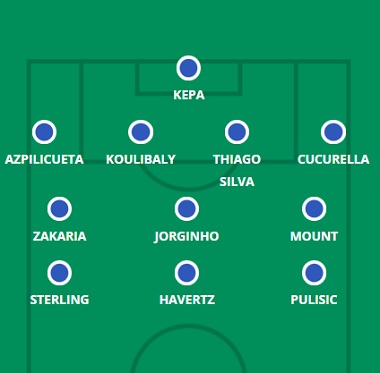 KEPA
AZPILICUETA KOULIBALY THIAGO SILVA CUCURELLA
ZAKARIA JORGINHO MOUNT
STERLING HAVERTZ PULISIC